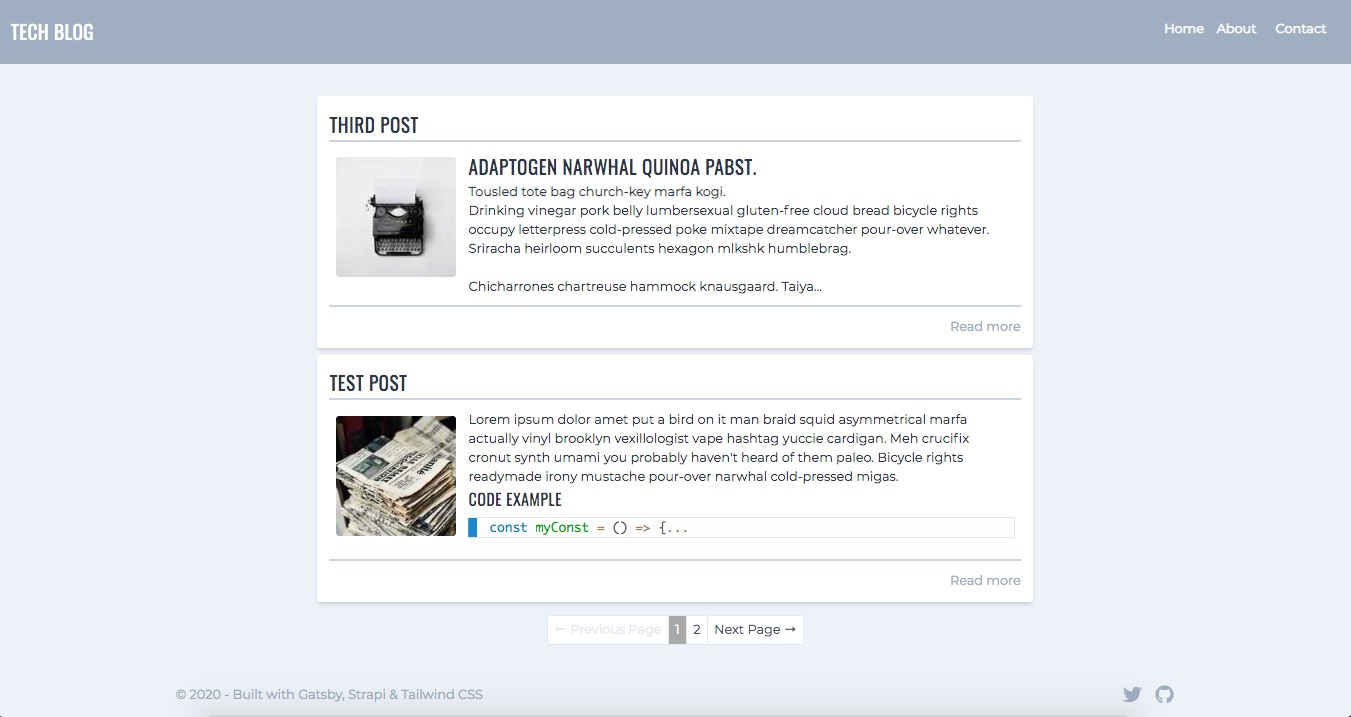 TECH BLOG
Home About Contact
THIRD POST
ADAPTOGEN NARWHAL QUINOA PABST.
Tousled tote bag church-key marfa kogi.
Drinking vinegar pork belly lumbersexual gluten-free cloud bread bicycle rights
occupy letterpress cold-pressed poke mixtape dreamcatcher pour-over whatever.
Sriracha heirloom succulents hexagon mlkshk humblebrag.
Chicharrones chartreuse hammock knausgaard. Taiya...
Read more
TEST POST
Lorem ipsum dolor amet put a bird on it man braid squid asymmetrical marfa
actually vinyl brooklyn vexillologist vape hashtag yuccie cardigan. Meh crucifix
cronut synth umami you probably haven't heard of them paleo. Bicycle rights
readymade irony mustache pour-over narwhal cold-pressed migas.
CODE EXAMPLE
const myConst = () => {...
Read more
← Previous Page 1 2 Next Page →
© 2020 - Built with Gatsby, Strapi & Tailwind CSS